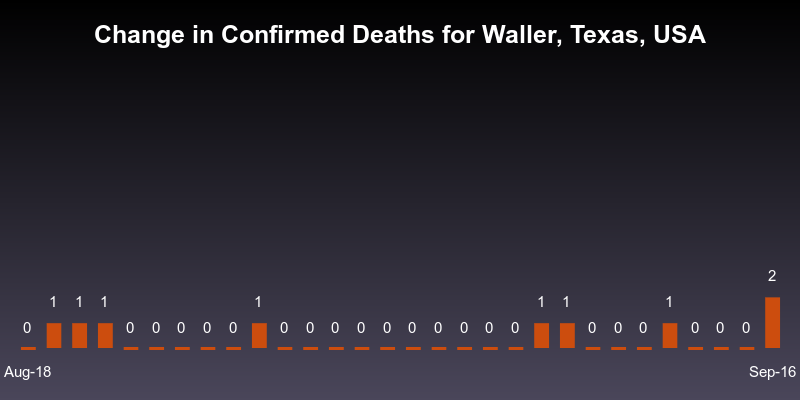 Change in Confirmed Deaths for Waller, Texas, USA
2
1 1 1 1 1 1 1
0 0 0 0 0 0 0 0 0 0 0 0 0 0 0 0 0 0 0 0 0 0
Aug-18 Sep-16